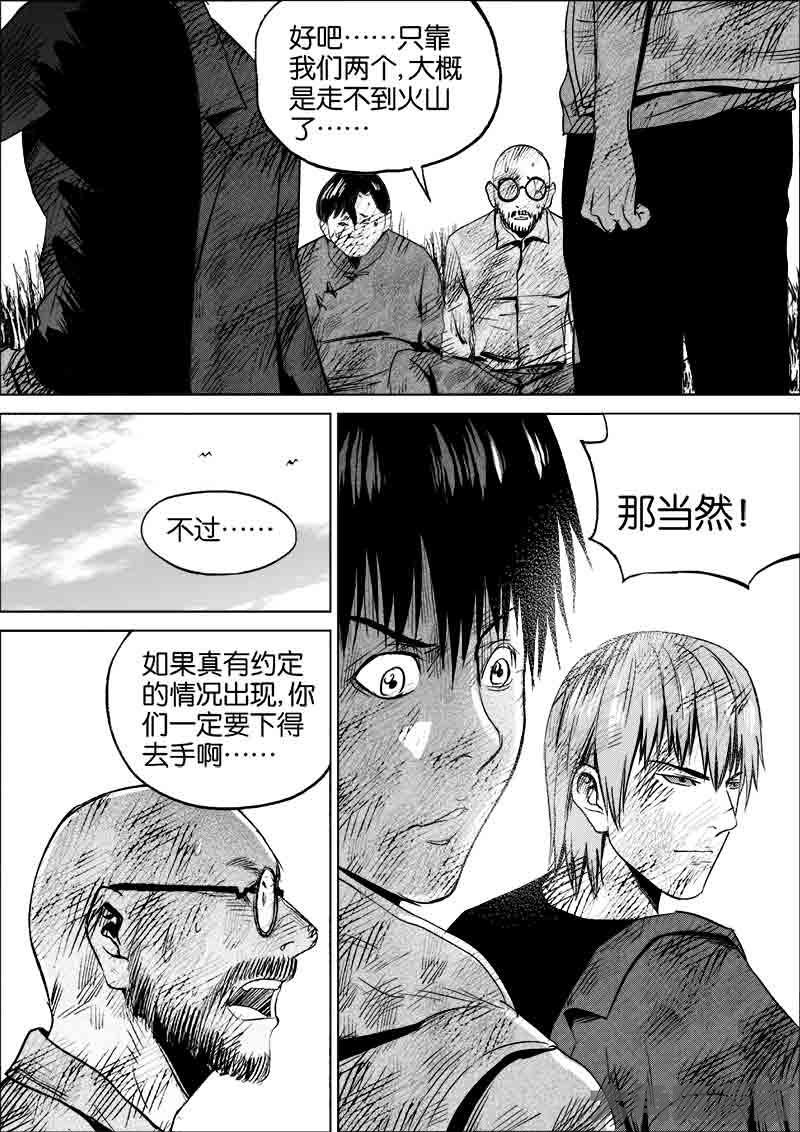 好吧……只靠
我们两个,大概
是走不到火山
了……
那当然!
不过……
如果真有约定
的情况出现,你
们一定要下得
去手啊……